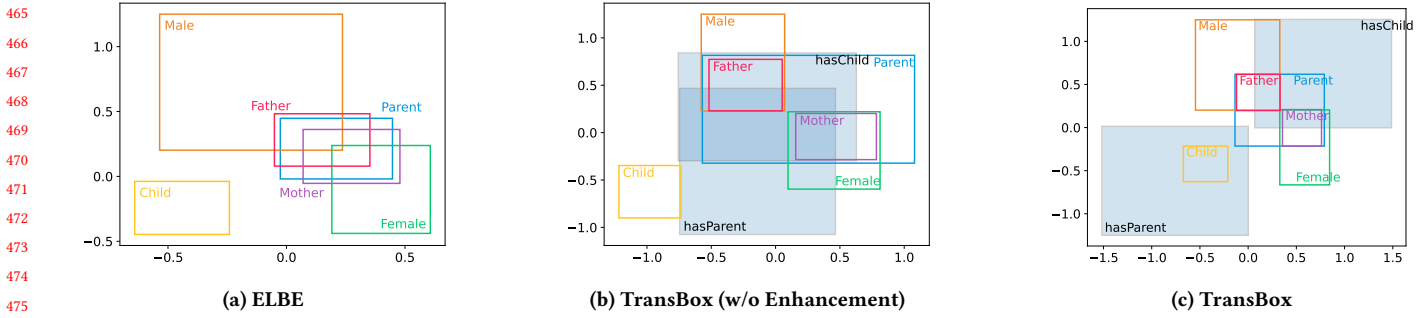 465
466
467
468
469
470
471
472
473
474
475
1.0
0.5
0.0
−0.5
−0.5
0.0
0.5
Male
Father
Parent
Mother
Child
Female
(a) ELBE
1.0
0.5
0.0
−0.5
−1.0
−1.0
−0.5
0.0
0.5
1.0
Male
Father
hasChild
Parent
Mother
Child
Female
hasParent
(b) TransBox (w/o Enhancement)
1.0
0.5
0.0
−0.5
−1.0
−1.5
−1.0
−0.5
0.0
0.5
1.0
1.5
Male
hasChild
Father
Parent
Mother
Child
Female
hasParent
(c) TransBox